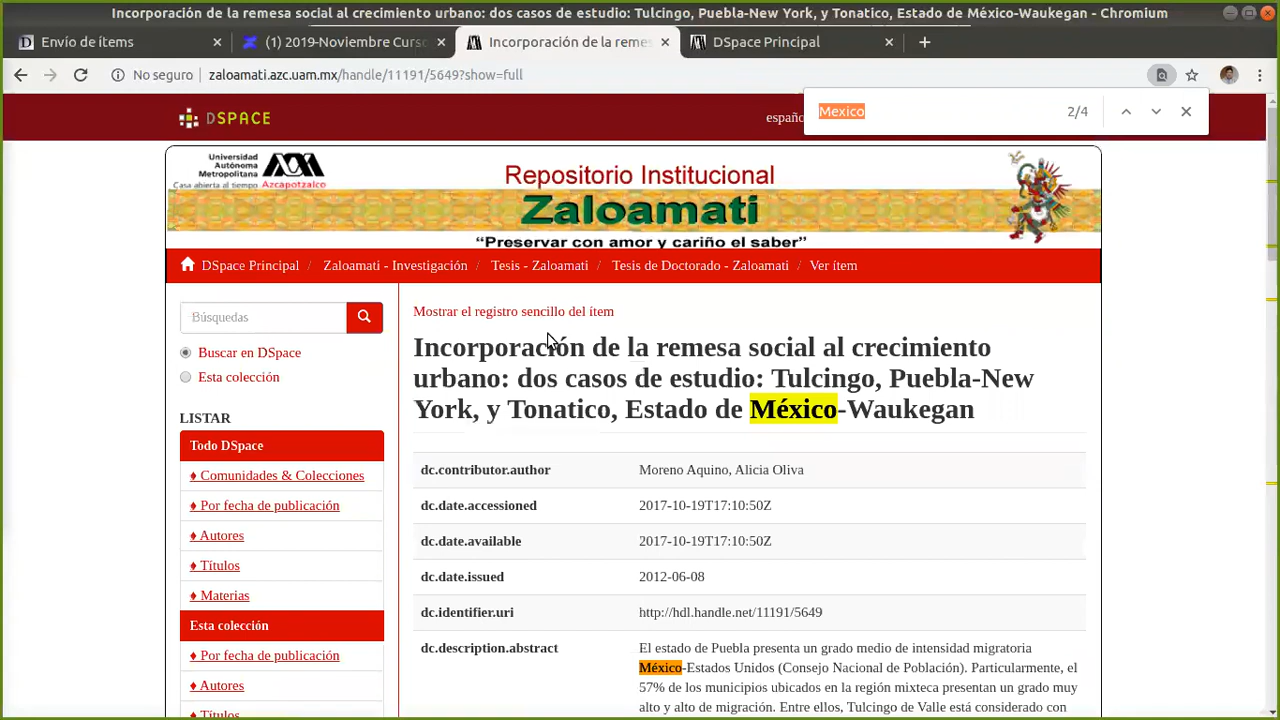 Incorporación de la remesa social al crecimiento urbano: dos casos de estudio: Tulcingo, Puebla-New York, y Tonatico, Estado de México-Waukegan - Chromium
Envío de ítems
(1) 2019-Noviembre Curso
Incorporación de la reme
DSpace Principal
No seguro
zaloamati.azc.uam.mx/handle/11191/5649?show=full
Mexico
2/4
DSPACE
español
Universidad
Autónoma
Metropolitana
Casa abierta al tiempo Azcapotzalco
Repositorio Institucional
Zaloamati
“Preservar con amor y cariño el saber”
DSpace Principal / Zaloamati - Investigación / Tesis - Zaloamati / Tesis de Doctorado - Zaloamati / Ver ítem
Búsquedas
Buscar en DSpace
Esta colección
LISTAR
Todo DSpace
♦ Comunidades & Colecciones
♦ Por fecha de publicación
♦ Autores
♦ Títulos
♦ Materias
Esta colección
♦ Por fecha de publicación
♦ Autores
♦ Títulos
Mostrar el registro sencillo del ítem
Incorporación de la remesa social al crecimiento
urbano: dos casos de estudio: Tulcingo, Puebla-New
York, y Tonatico, Estado de México-Waukegan
dc.contributor.author Moreno Aquino, Alicia Oliva
dc.date.accessioned 2017-10-19T17:10:50Z
dc.date.available 2017-10-19T17:10:50Z
dc.date.issued 2012-06-08
dc.identifier.uri http://hdl.handle.net/11191/5649
dc.description.abstract El estado de Puebla presenta un grado medio de intensidad migratoria
México-Estados Unidos (Consejo Nacional de Población). Particularmente, el
57% de los municipios ubicados en la región mixteca presentan un grado muy
alto y alto de migración. Entre ellos, Tulcingo de Valle está considerado con